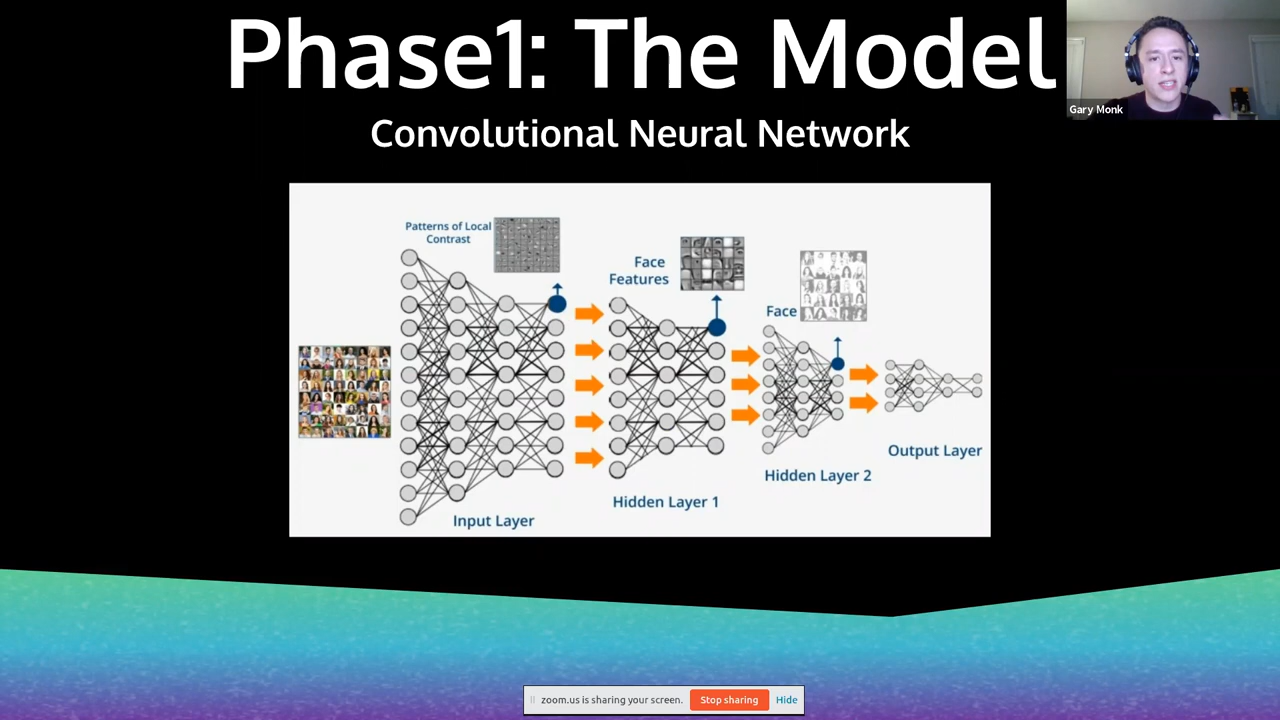 Phase1: The Model
Gary Monk
Convolutional Neural Network
Patterns of Local
Contrast
Face
Features
Face
Input Layer
Hidden Layer 1
Hidden Layer 2
Output Layer
zoom.us is sharing your screen.
Stop sharing
Hide